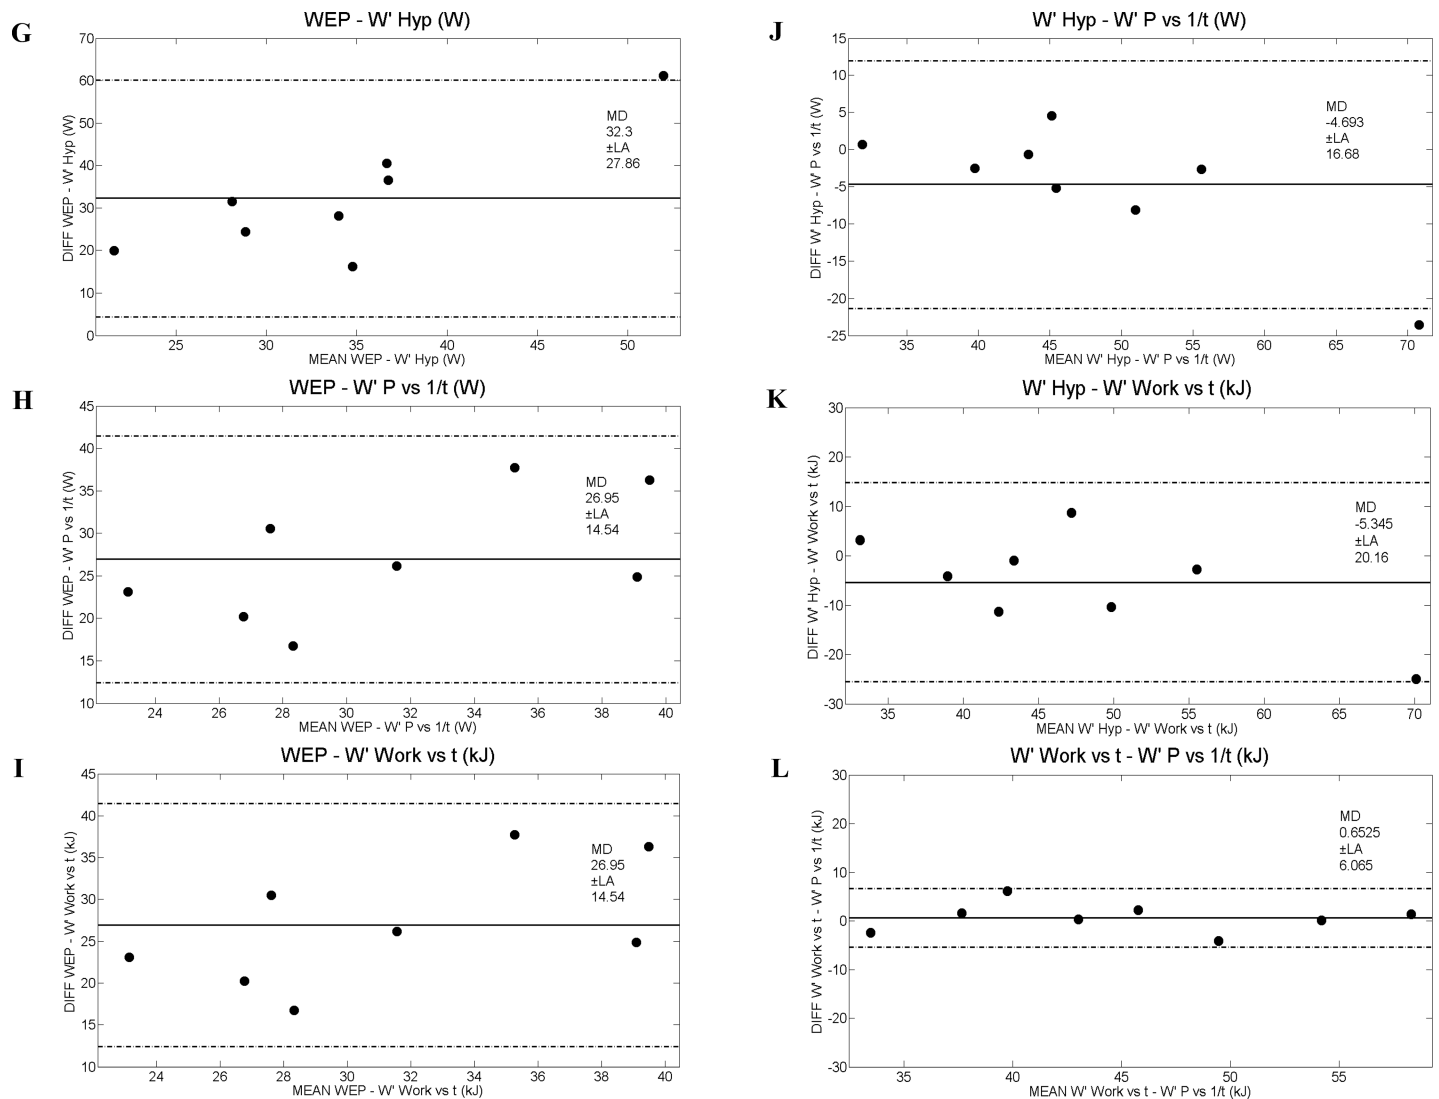 G
WEP - W' Hyp (W)
70
60
50
40
30
20
10
0
DIFF WEP - W' Hyp (W)
MD
32.3
±LA
27.86
25 30 35 40 45 50
MEAN WEP - W' Hyp (W)
H
WEP - W' P vs 1/t (W)
45
40
35
30
25
20
15
10
DIFF WEP - W' P vs 1/t (W)
MD
26.95
±LA
14.54
24 26 28 30 32 34 36 38 40
MEAN WEP - W' P vs 1/t (W)
I
WEP - W' Work vs t (kJ)
45
40
35
30
25
20
15
10
DIFF WEP - W' Work vs t (kJ)
MD
26.95
±LA
14.54
24 26 28 30 32 34 36 38 40
MEAN WEP - W' Work vs t (kJ)
J
W' Hyp - W' P vs 1/t (W)
15
10
5
0
-5
-10
-15
-20
-25
DIFF W' Hyp - W' P vs 1/t (W)
MD
-4.693
±LA
16.68
35 40 45 50 55 60 65 70
MEAN W' Hyp - W' P vs 1/t (W)
K
W' Hyp - W' Work vs t (kJ)
30
20
10
0
-10
-20
-30
DIFF W' Hyp - W' Work vs t (kJ)
MD
-5.345
±LA
20.16
35 40 45 50 55 60 65 70
MEAN W' Hyp - W' Work vs t (kJ)
L
W' Work vs t - W' P vs 1/t (kJ)
30
20
10
0
-10
-20
-30
DIFF W' Work vs t - W' P vs 1/t (kJ)
MD
0.6525
±LA
6.065
35 40 45 50 55
MEAN W' Work vs t - W' P vs 1/t (kJ)